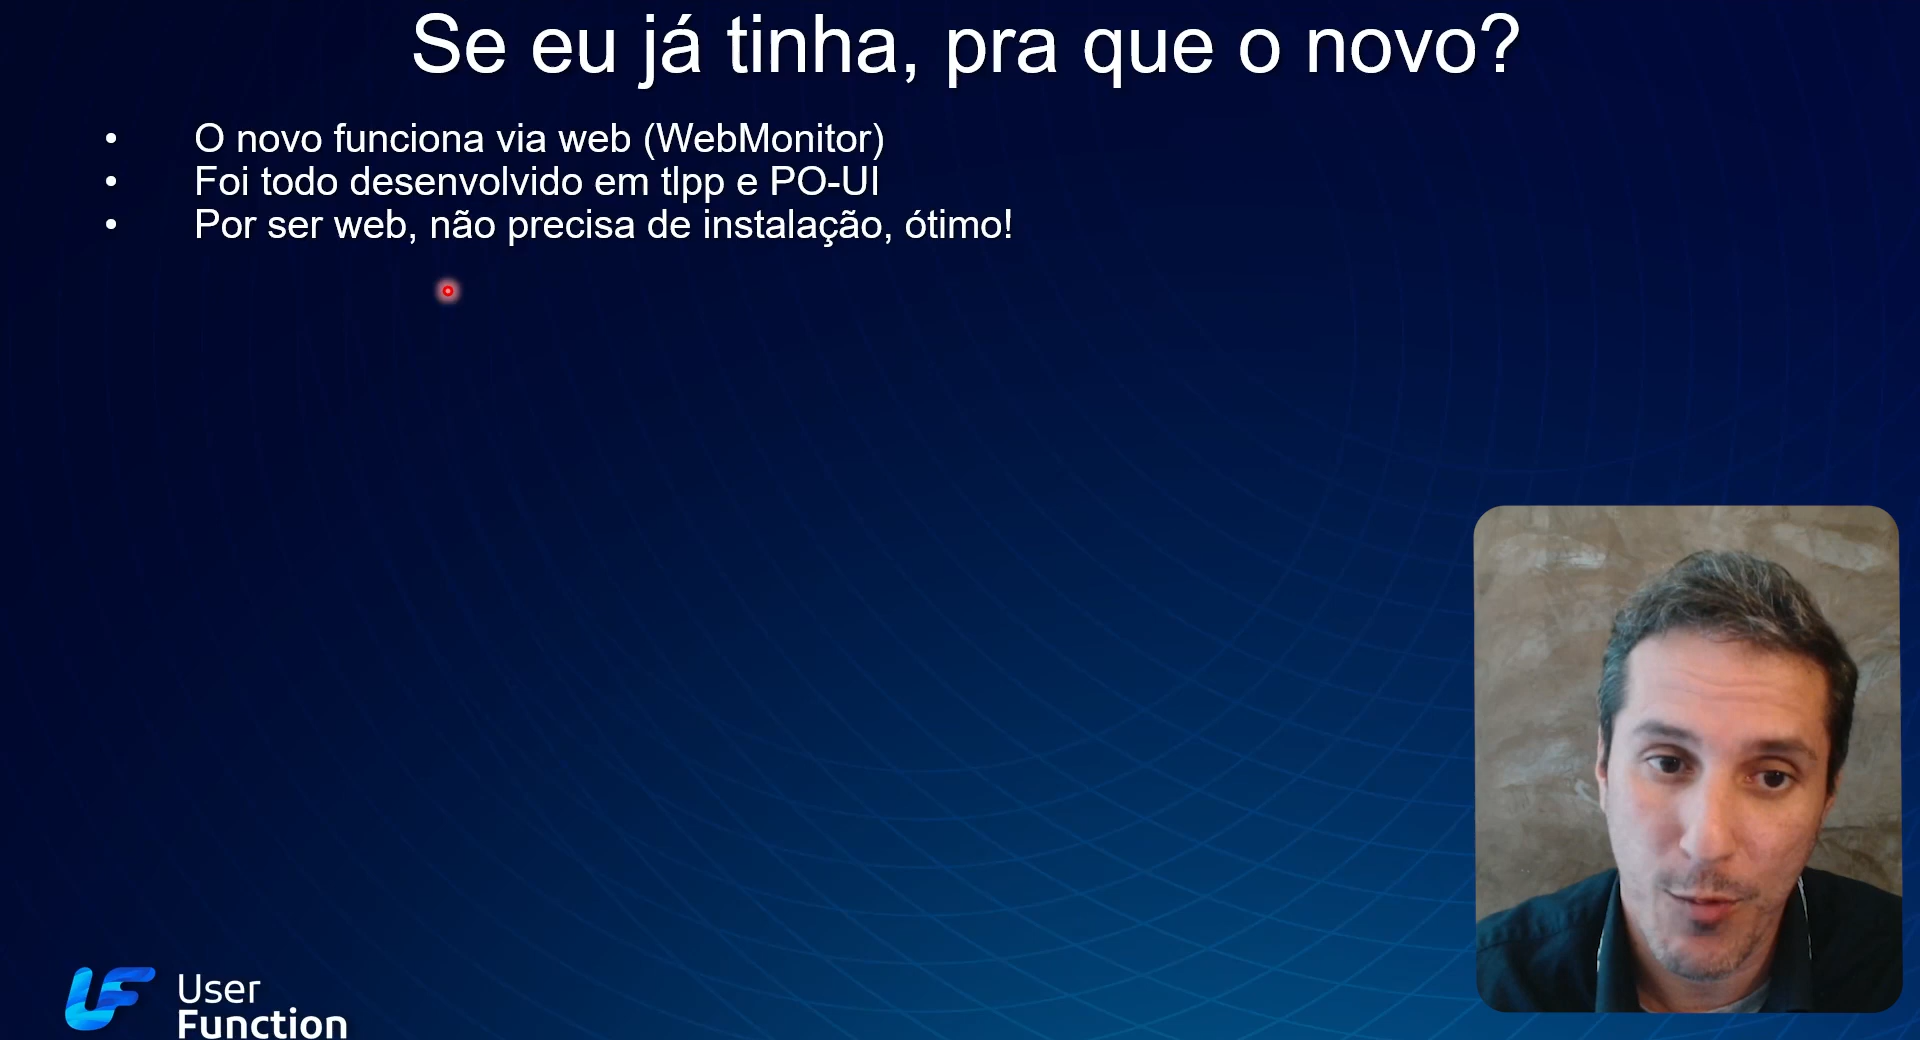 Se eu já tinha, pra que o novo?
• O novo funciona via web (WebMonitor)
• Foi todo desenvolvido em tlpp e PO-UI
• Por ser web, não precisa de instalação, ótimo!
UF
User
Function